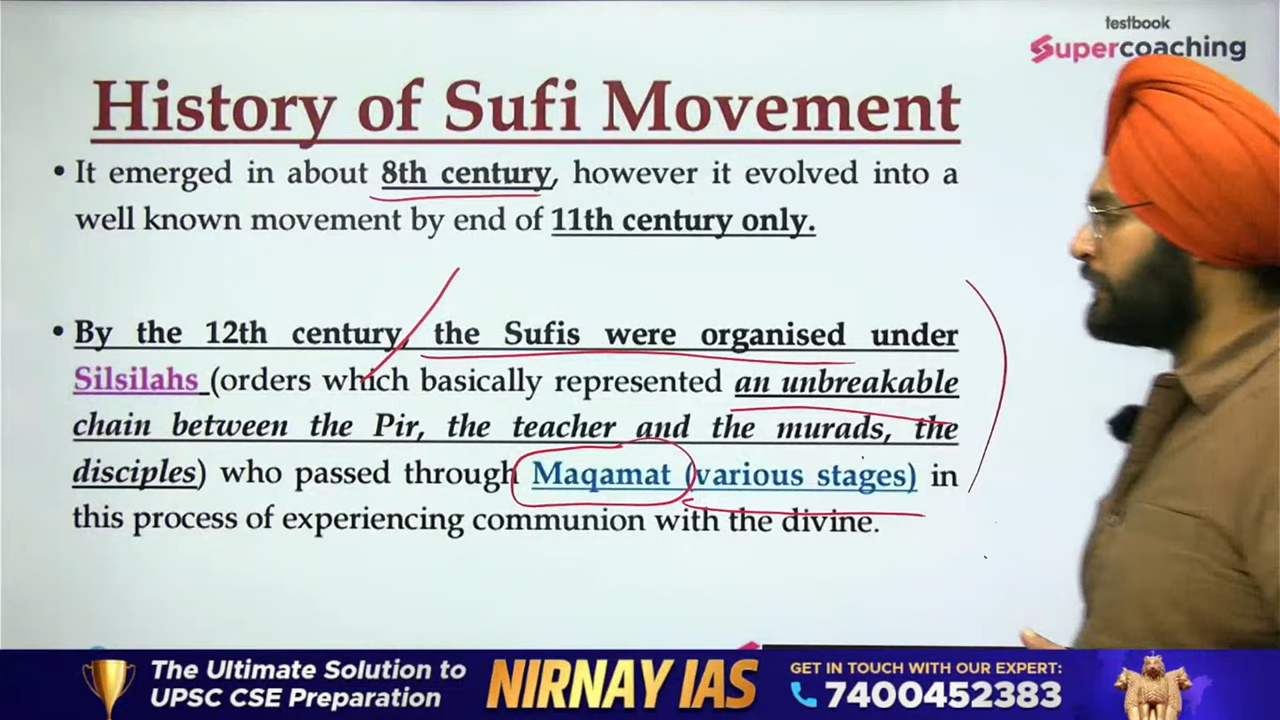 testbook
Supercoaching
History of Sufi Movement
• It emerged in about 8th century, however it evolved into a
well known movement by end of 11th century only.
• By the 12th century, the Sufis were organised under
Silsilahs (orders which basically represented an unbreakable
chain between the Pir, the teacher and the murads, the
disciples) who passed through Maqamat (various stages) in
this process of experiencing communion with the divine.
The Ultimate Solution to
UPSC CSE Preparation
NIRNAY IAS
GET IN TOUCH WITH OUR EXPERT:
7400452383